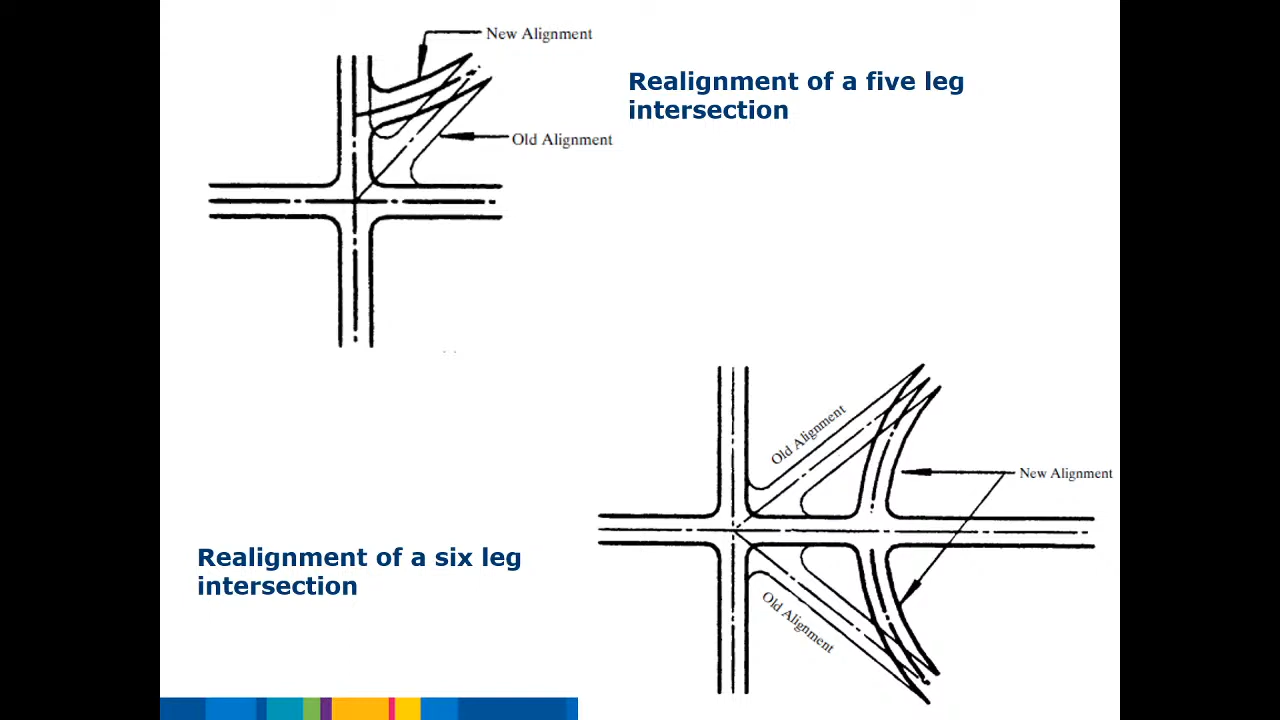 New Alignment
Realignment of a five leg
intersection
Old Alignment
Old Alignment
New Alignment
Realignment of a six leg
intersection
Old Alignment